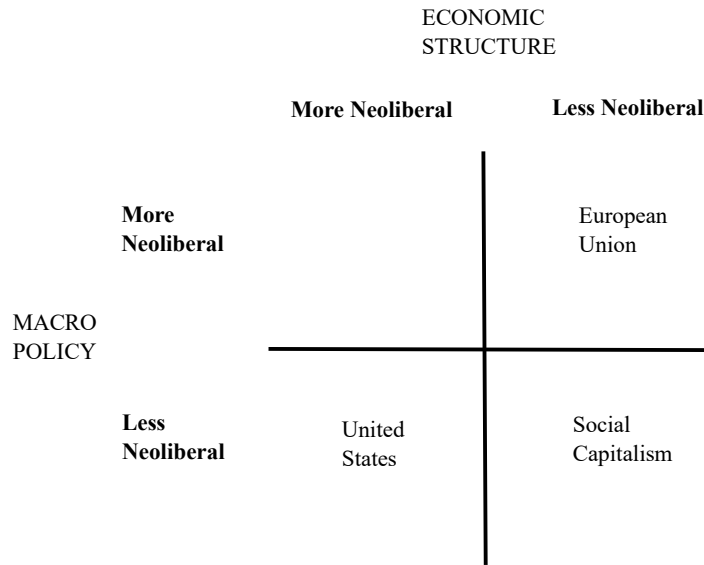 ECONOMIC
STRUCTURE
More Neoliberal
Less Neoliberal
More
Neoliberal
European
Union
MACRO
POLICY
Less
Neoliberal
United
States
Social
Capitalism